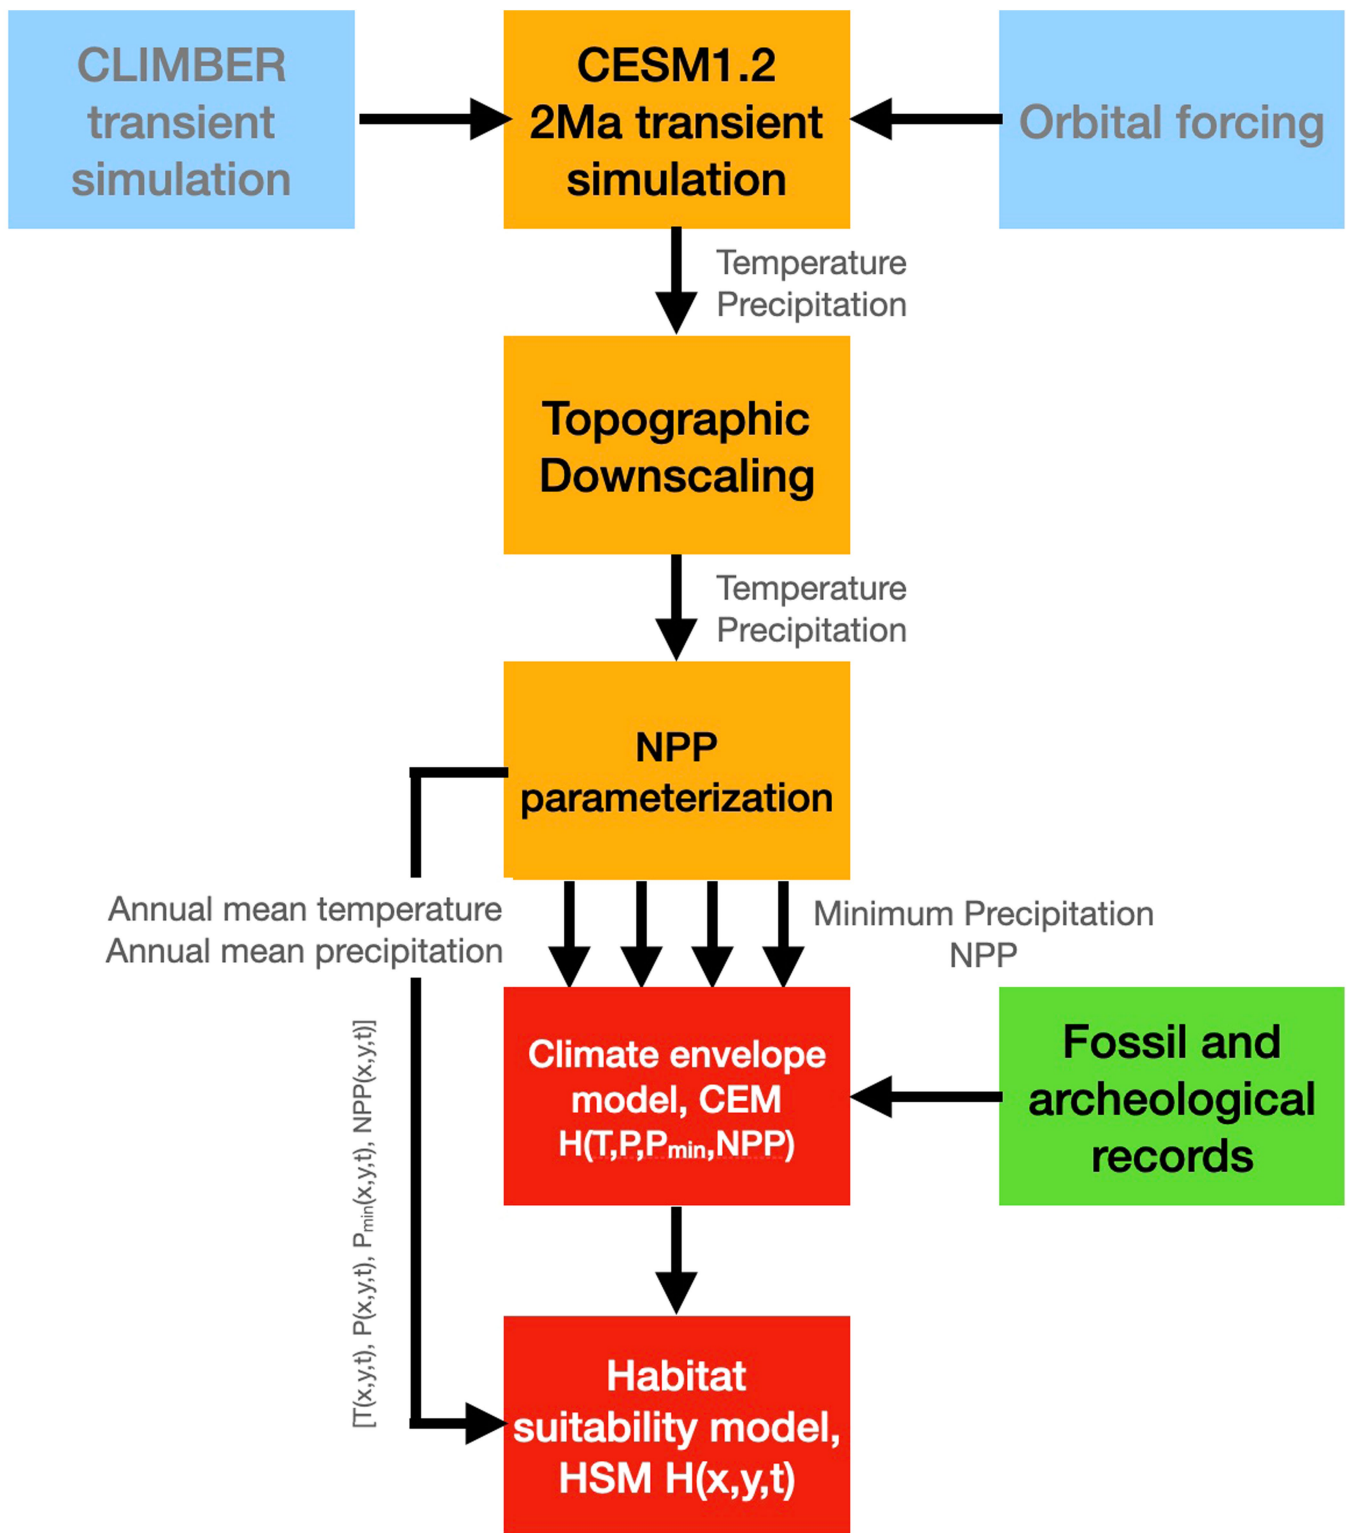 CLIMBER
transient
simulation
CESM1.2
2Ma transient
simulation
Orbital forcing
Temperature
Precipitation
Topographic
Downscaling
Temperature
Precipitation
NPP
parameterization
Annual mean temperature
Annual mean precipitation
Minimum Precipitation
NPP
[T(x,y,t), P(x,y,t), Pmin(x,y,t), NPP(x,y,t)]
Climate envelope
model, CEM
H(T,P,Pmin,NPP)
Fossil and
archeological
records
Habitat
suitability model,
HSM H(x,y,t)